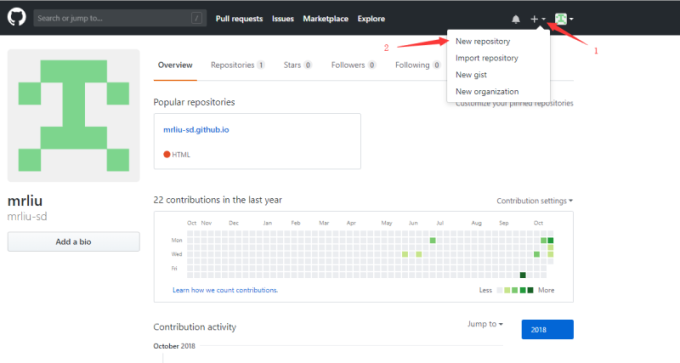 Search or jump to... / Pull requests Issues Marketplace Explore
2
1
New repository
Import repository
New gist
New organization
Overview Repositories 1 Stars 0 Followers 0 Following 0
Popular repositories
Customize your pinned repositories
mrliu-sd.github.io
HTML
mrliu
mrliu-sd
Add a bio
22 contributions in the last year
Contribution settings
Oct Nov Dec Jan Feb Mar Apr May Jun Jul Aug Sep Oct
Mon
Wed
Fri
Learn how we count contributions.
Less More
Contribution activity
Jump to
2018
October 2018